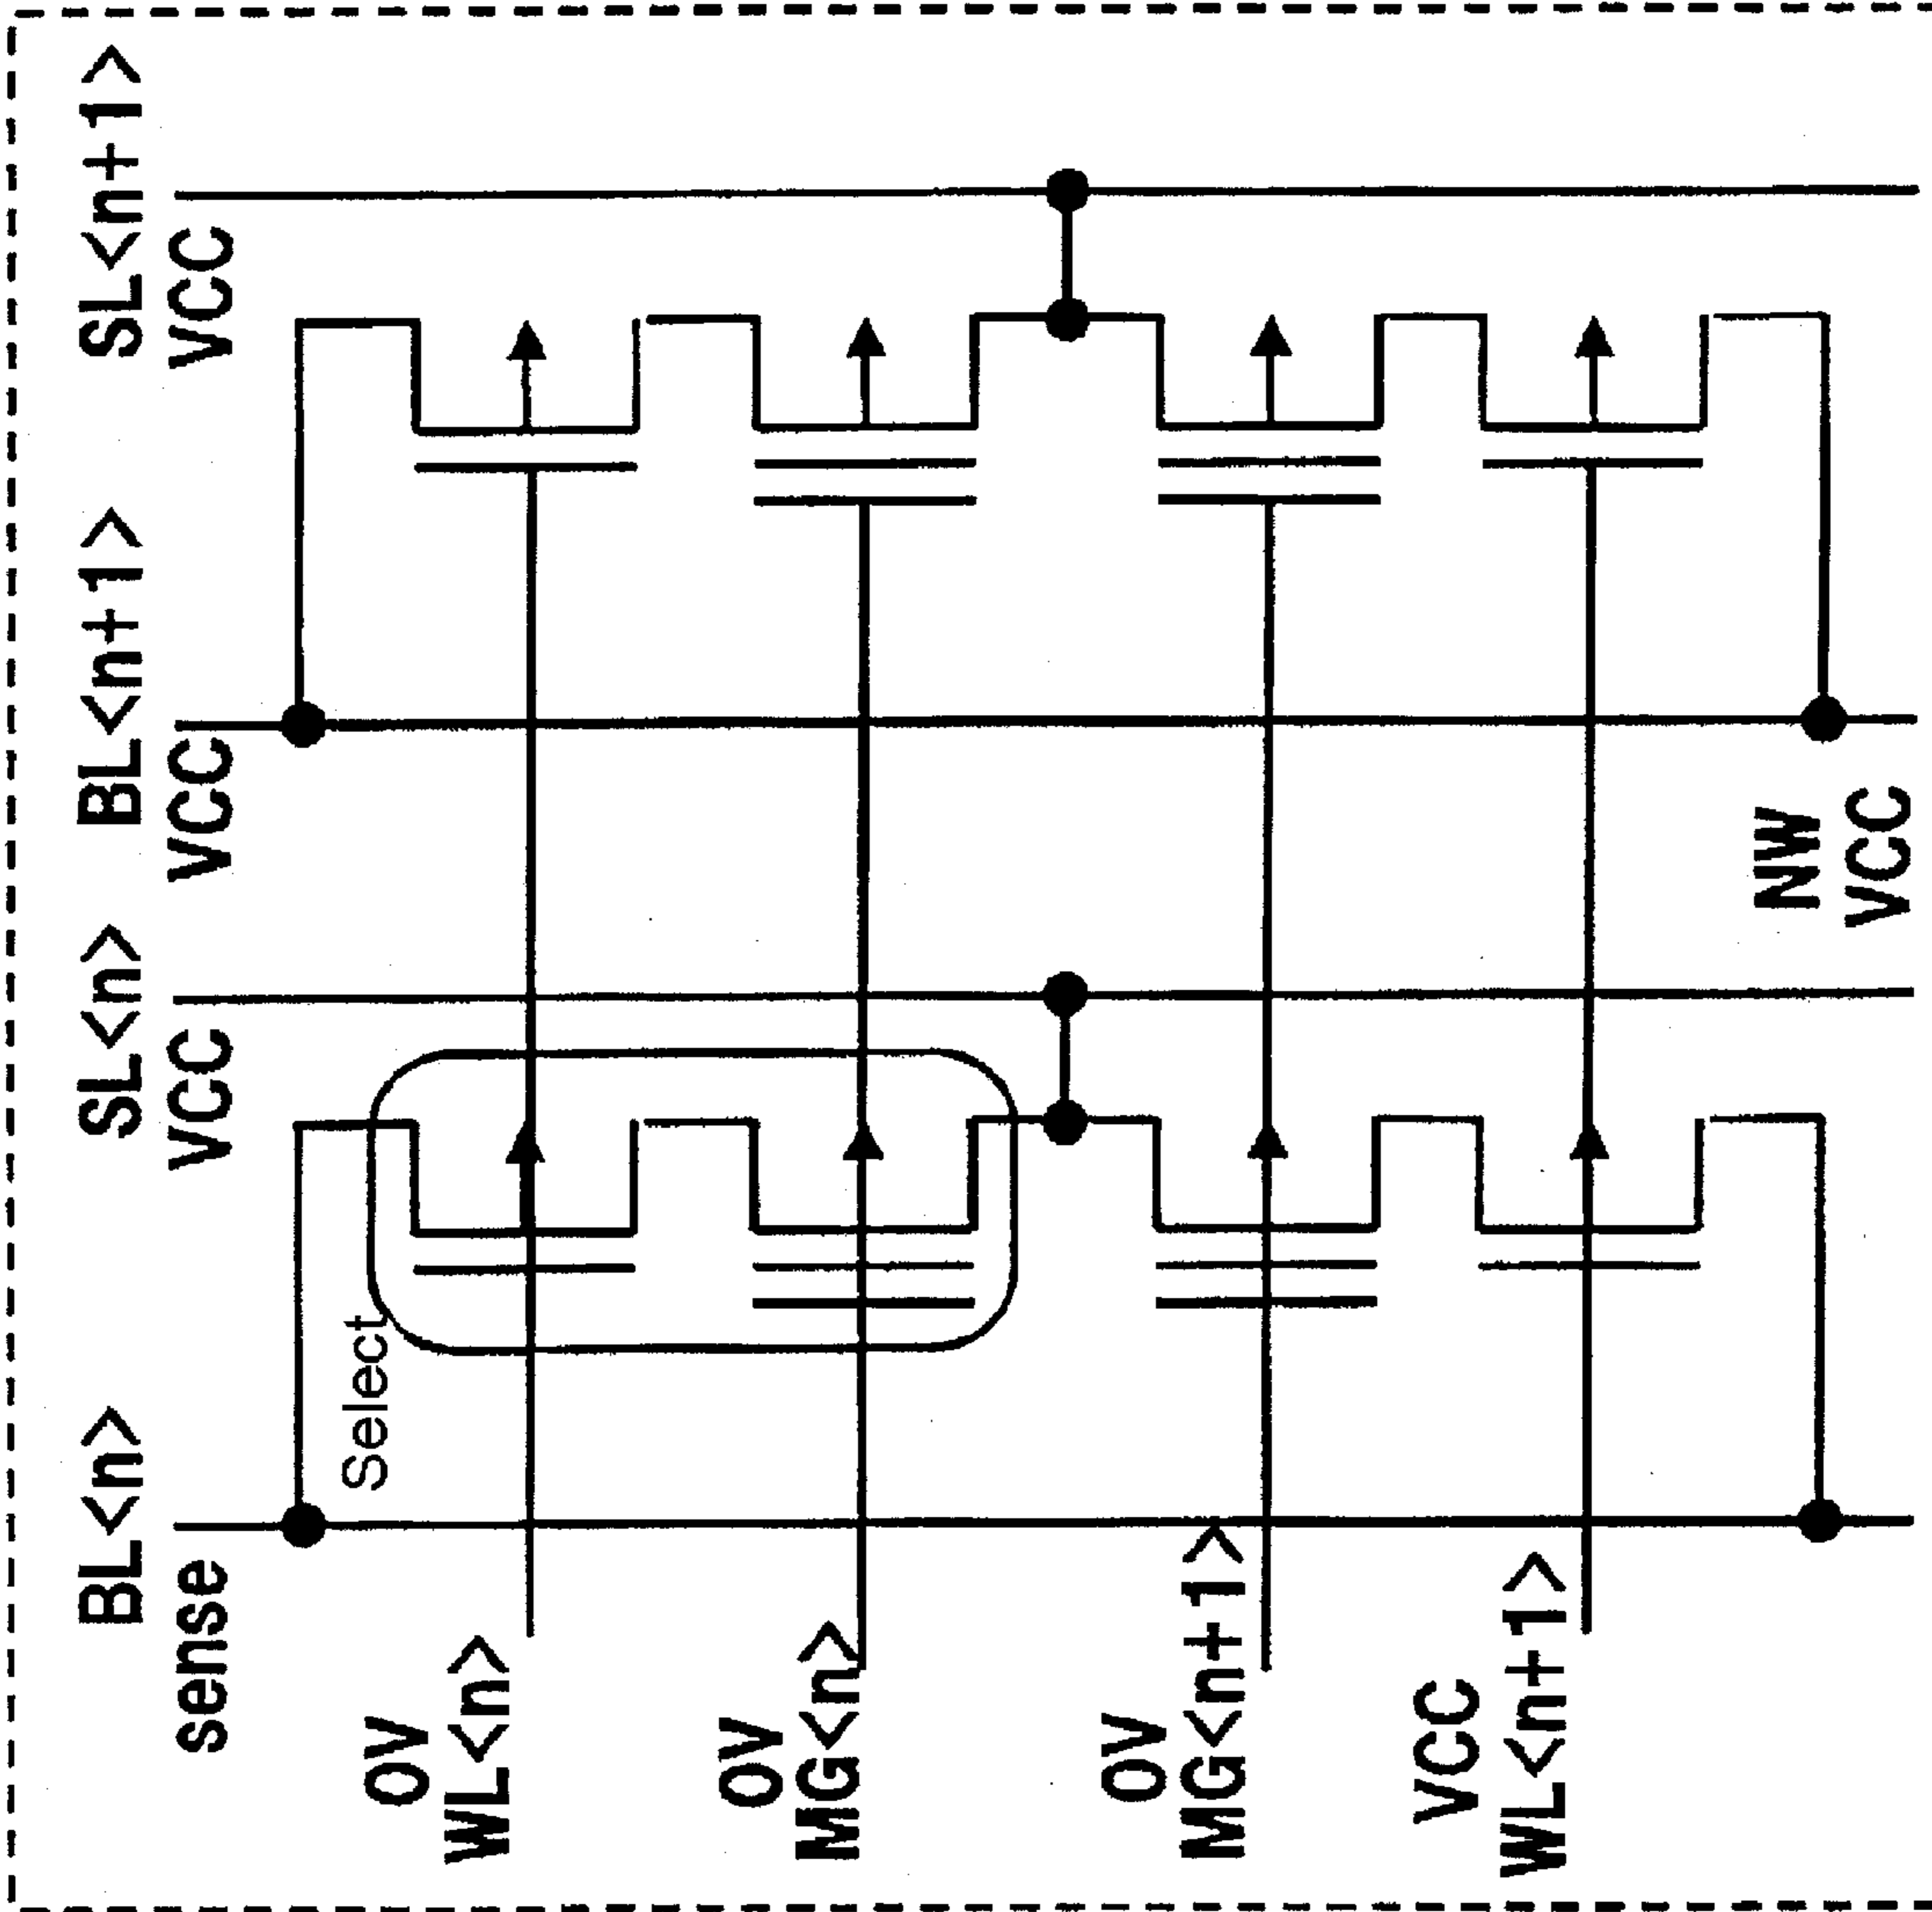 BL<n> SL<n> BL<n+1> SL<n+1>
sense VCC VCC VCC
Select
0V
WL<n>
0V
MG<n>
0V
MG<n+1>
VCC
WL<n+1>
NW
VCC